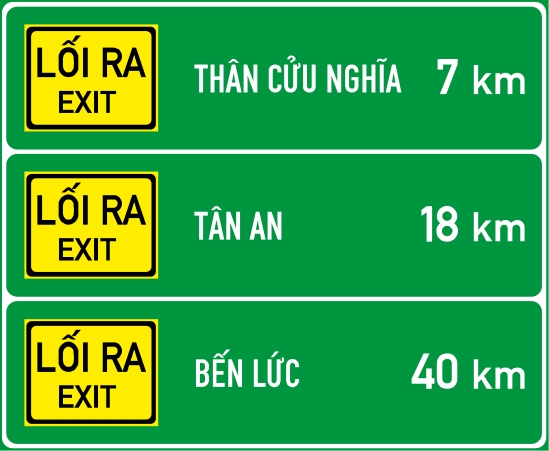 LỐI RA
EXIT
THÂN CỬU NGHĨA 7 km
LỐI RA
EXIT
TÂN AN 18 km
LỐI RA
EXIT
BẾN LỨC 40 km